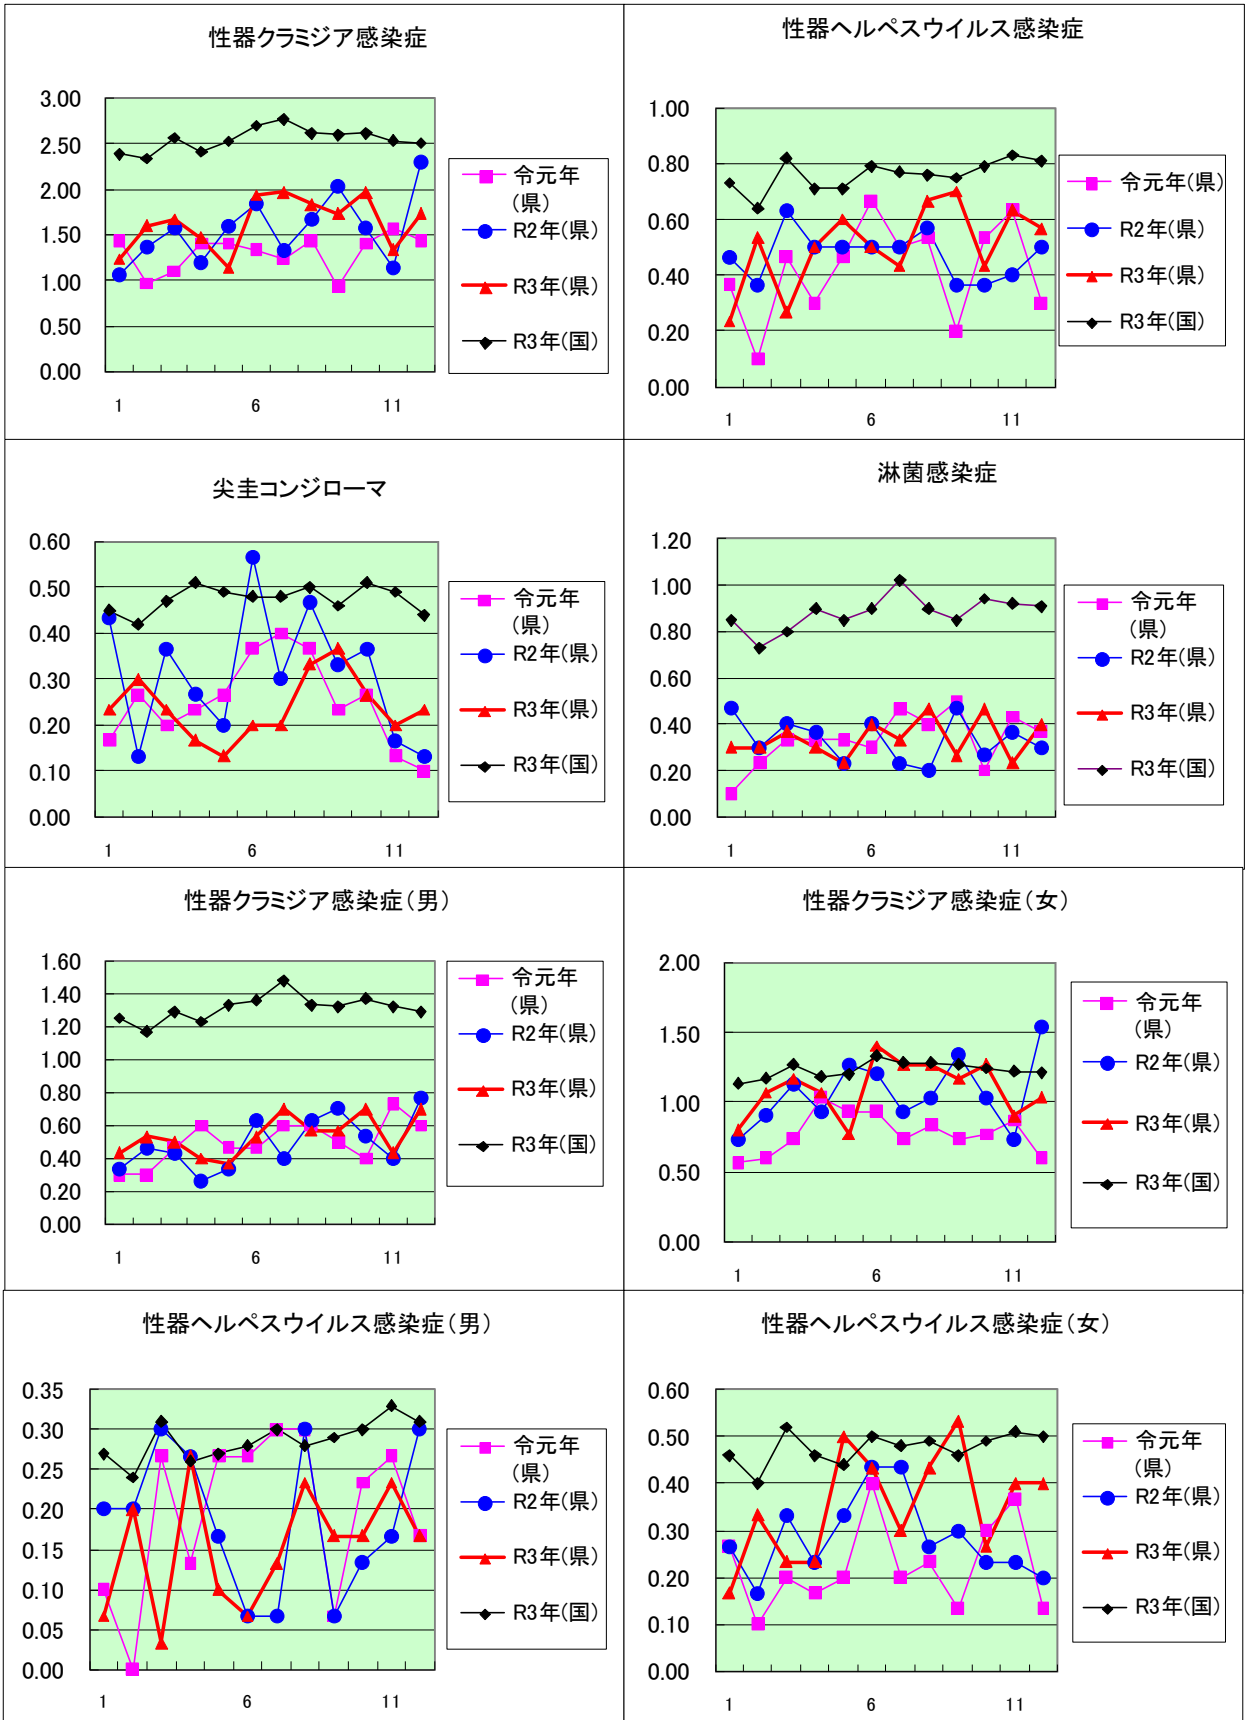 性器クラミジア感染症
3.00
2.50
2.00
1.50
1.00
0.50
0.00
1
6
11
令元年
(県)
R2年(県)
R3年(県)
R3年(国)
性器ヘルペスウイルス感染症
1.00
0.80
0.60
0.40
0.20
0.00
1
6
11
令元年(県)
R2年(県)
R3年(県)
R3年(国)
尖圭コンジローマ
0.60
0.50
0.40
0.30
0.20
0.10
0.00
1
6
11
令元年
(県)
R2年(県)
R3年(県)
R3年(国)
淋菌感染症
1.20
1.00
0.80
0.60
0.40
0.20
0.00
1
6
11
令元年
(県)
R2年(県)
R3年(県)
R3年(国)
性器クラミジア感染症(男)
1.60
1.40
1.20
1.00
0.80
0.60
0.40
0.20
0.00
1
6
11
令元年
(県)
R2年(県)
R3年(県)
R3年(国)
性器クラミジア感染症(女)
2.00
1.50
1.00
0.50
0.00
1
6
11
令元年
(県)
R2年(県)
R3年(県)
R3年(国)
性器ヘルペスウイルス感染症(男)
0.35
0.30
0.25
0.20
0.15
0.10
0.05
0.00
1
6
11
令元年
(県)
R2年(県)
R3年(県)
R3年(国)
性器ヘルペスウイルス感染症(女)
0.60
0.50
0.40
0.30
0.20
0.10
0.00
1
6
11
令元年
(県)
R2年(県)
R3年(県)
R3年(国)